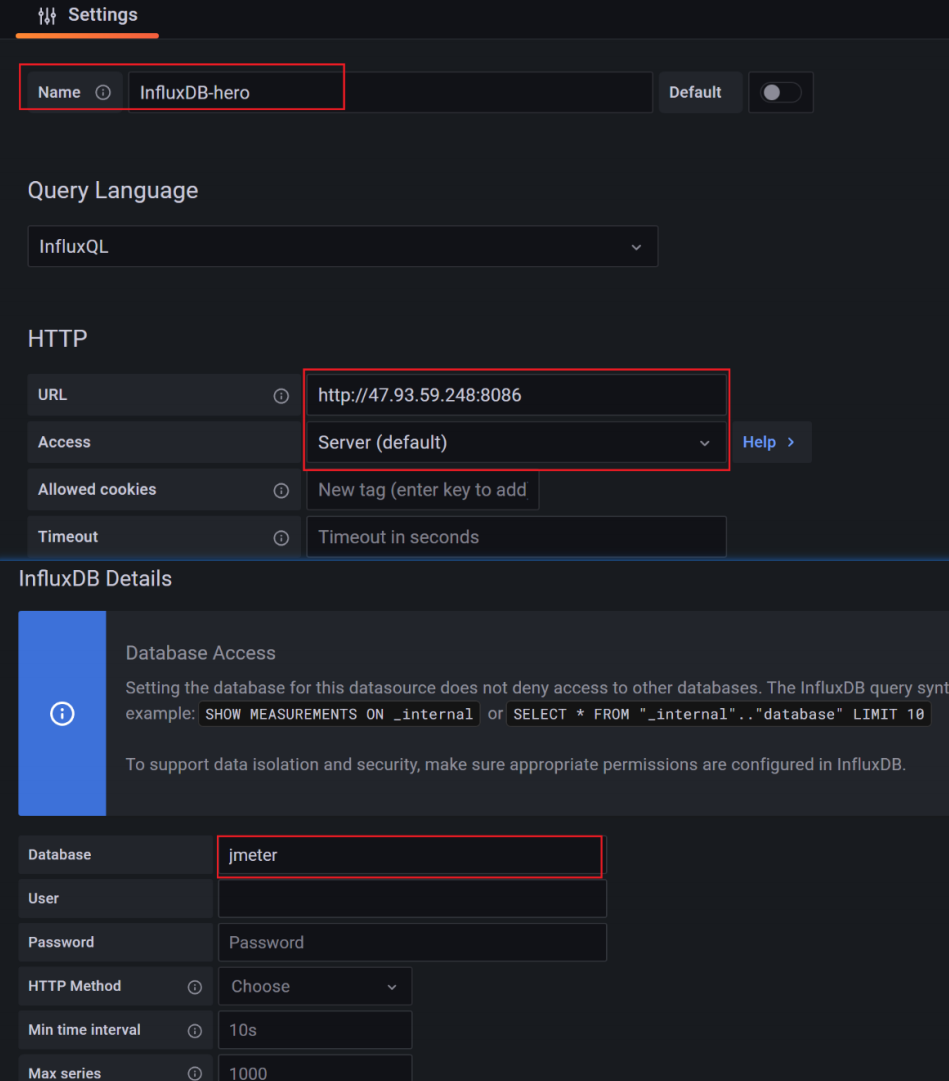 Settings
Name InfluxDB-hero Default
Query Language
InfluxQL
HTTP
URL http://47.93.59.248:8086
Access Server (default) Help >
Allowed cookies New tag (enter key to add
Timeout Timeout in seconds
InfluxDB Details
Database Access
Setting the database for this datasource does not deny access to other databases. The InfluxDB query synt
example: SHOW MEASUREMENTS ON _internal or SELECT * FROM "_internal".."database" LIMIT 10
To support data isolation and security, make sure appropriate permissions are configured in InfluxDB.
Database jmeter
User
Password Password
HTTP Method Choose
Min time interval 10s
Max series 1000